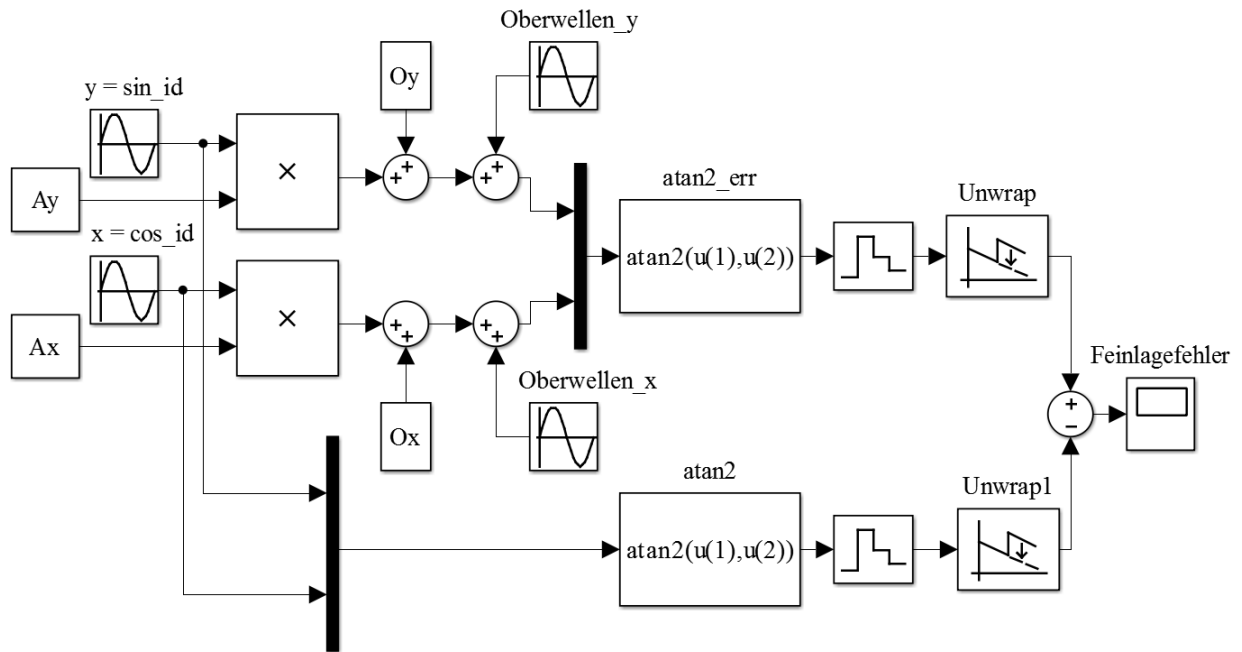 Oberwellen_y
Oy
y = sin_id
×
+
+
+
+
Ay
atan2_err
Unwrap
x = cos_id
atan2(u(1),u(2))
×
+
+
+
+
Ax
Feinlagefehler
Oberwellen_x
+
−
Ox
atan2
Unwrap1
atan2(u(1),u(2))